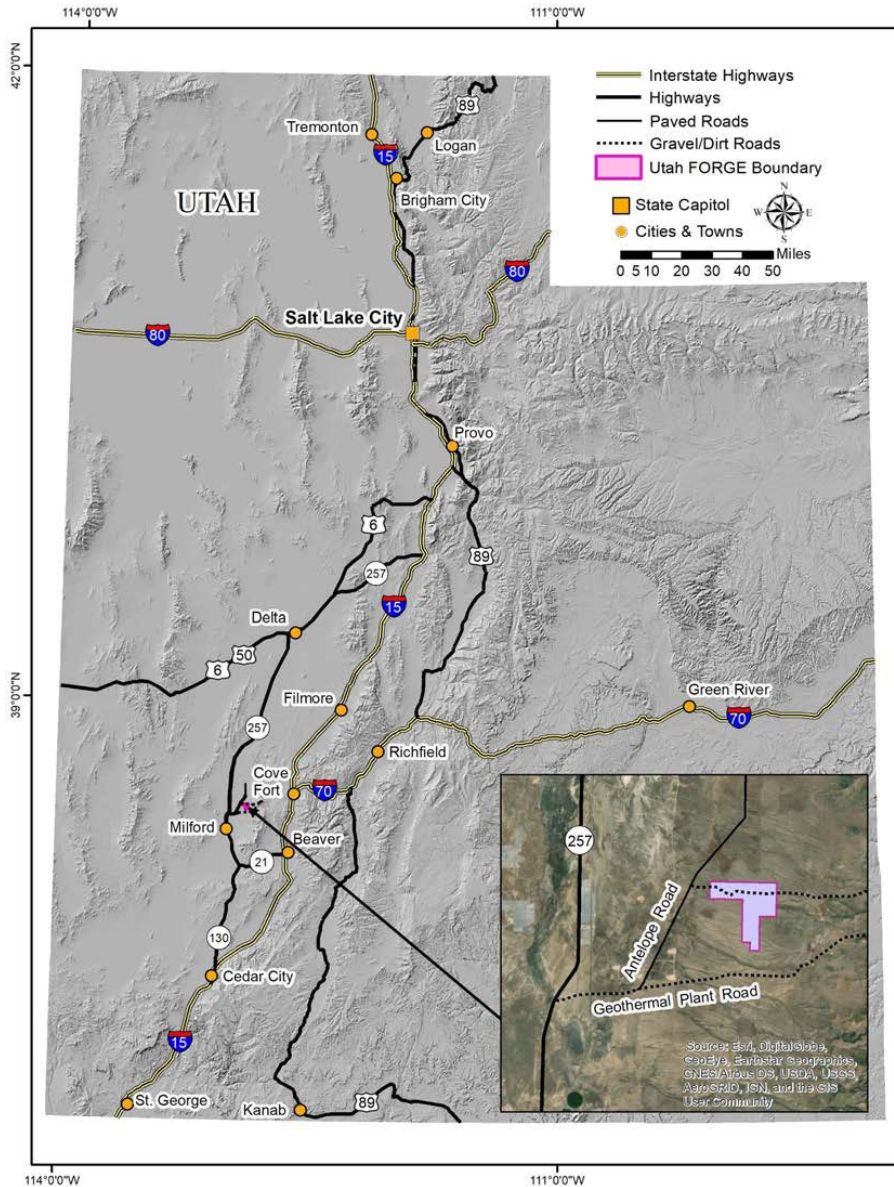 114°0'0"W
111°0'0"W
42°0'0"N
Interstate Highways
Highways
Paved Roads
Gravel/Dirt Roads
Utah FORGE Boundary
State Capitol
Cities & Towns
N
W
E
S
0 5 10 20 30 40 50
Miles
89
Tremonton
Logan
15
Brigham City
UTAH
80
Salt Lake City
80
Provo
6
89
257
15
Delta
50
6
39°0'0"N
Filmore
Green River
70
257
Richfield
Cove
Fort
70
Milford
Beaver
21
257
Antelope Road
130
Cedar City
Geothermal Plant Road
15
Source: Esri, DigitalGlobe,
GeoEye, Earthstar Geographics,
CNES/Airbus DS, USDA, USGS,
AeroGRID, IGN, and the GIS
User Community
St. George
Kanab
89
114°0'0"W
111°0'0"W